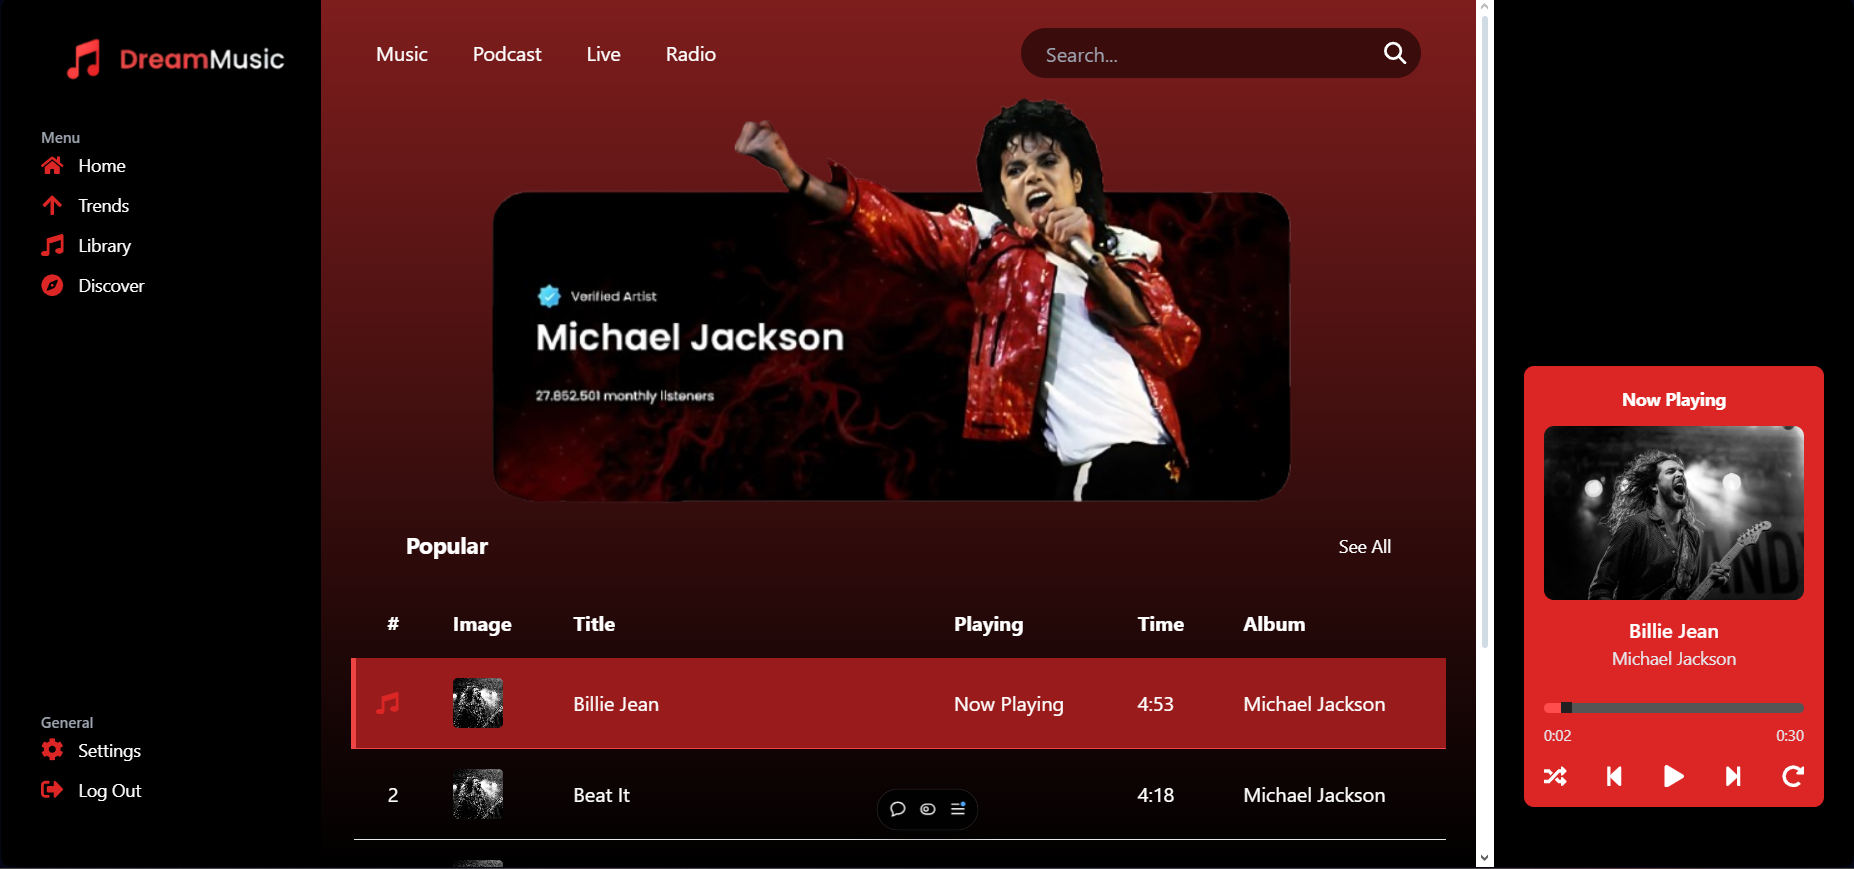 DreamMusic
Menu
Home
Trends
Library
Discover
General
Settings
Log Out
Music Podcast Live Radio
Search...
Verified Artist
Michael Jackson
27.852.501 monthly listeners
Popular See All
# Image Title Playing Time Album
Billie Jean Now Playing 4:53 Michael Jackson
2 Beat It 4:18 Michael Jackson
Now Playing
Billie Jean
Michael Jackson
0:02 0:30